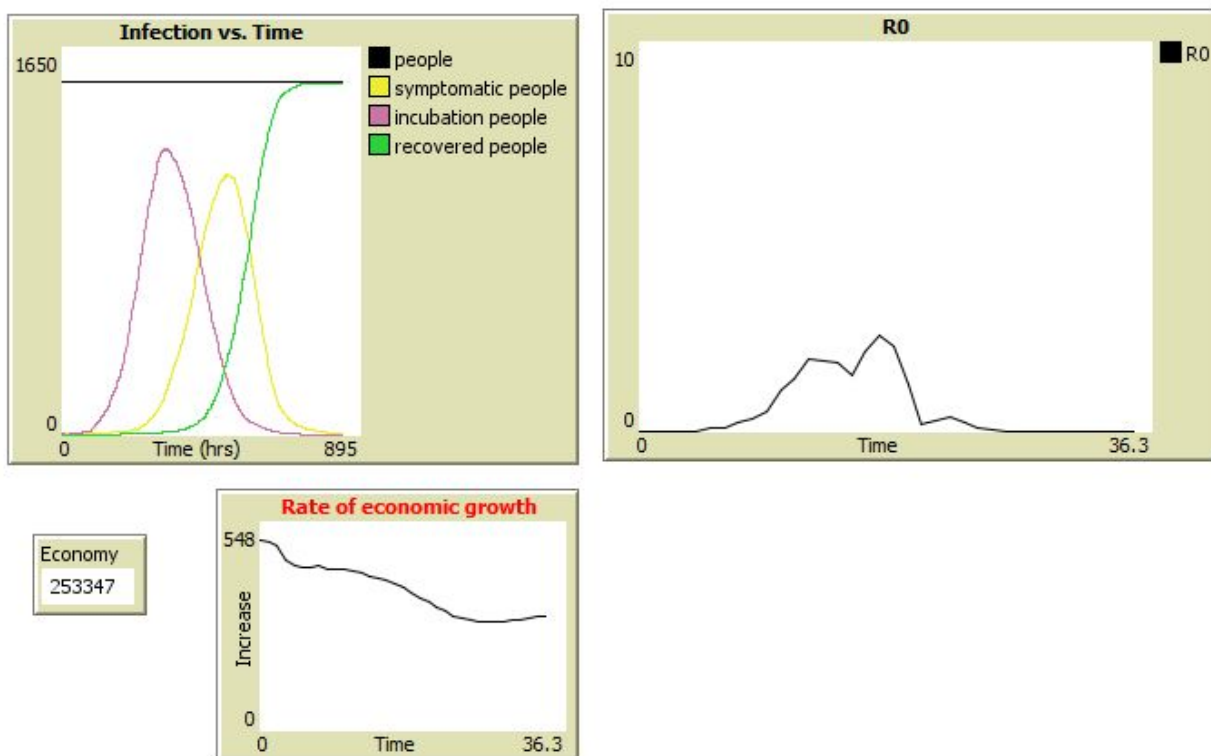 Infection vs. Time
1650
0
0
Time (hrs)
895
people
symptomatic people
incubation people
recovered people
R0
10
0
0
Time
36.3
R0
Economy
253347
Rate of economic growth
548
Increase
0
0
Time
36.3